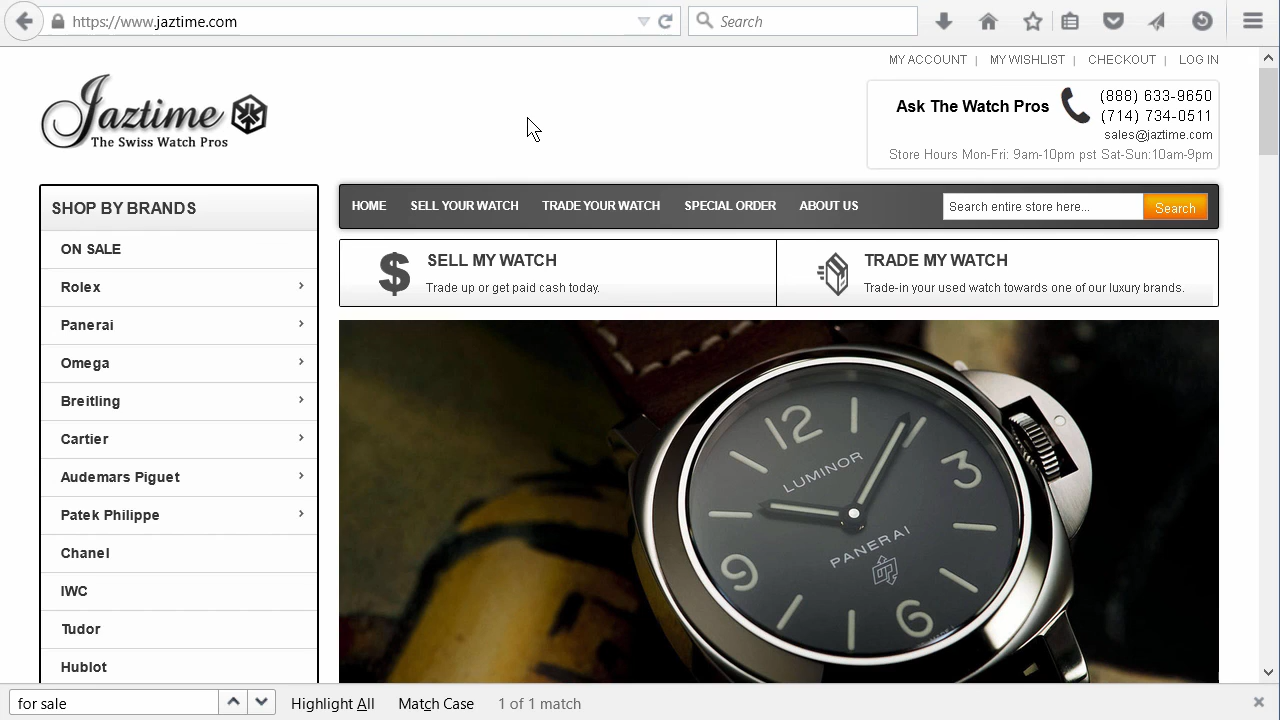 https://www.jaztime.com
Search
MY ACCOUNT | MY WISHLIST | CHECKOUT | LOG IN
Jaztime
The Swiss Watch Pros
Ask The Watch Pros
(888) 633-9650
(714) 734-0511
sales@jaztime.com
Store Hours Mon-Fri: 9am-10pm pst Sat-Sun:10am-9pm
SHOP BY BRANDS
ON SALE
Rolex
Panerai
Omega
Breitling
Cartier
Audemars Piguet
Patek Philippe
Chanel
IWC
Tudor
Hublot
HOME SELL YOUR WATCH TRADE YOUR WATCH SPECIAL ORDER ABOUT US
Search entire store here... Search
$ SELL MY WATCH
Trade up or get paid cash today.
TRADE MY WATCH
Trade-in your used watch towards one of our luxury brands.
12
3
6
9
LUMINOR
PANERAI
for sale Highlight All Match Case 1 of 1 match